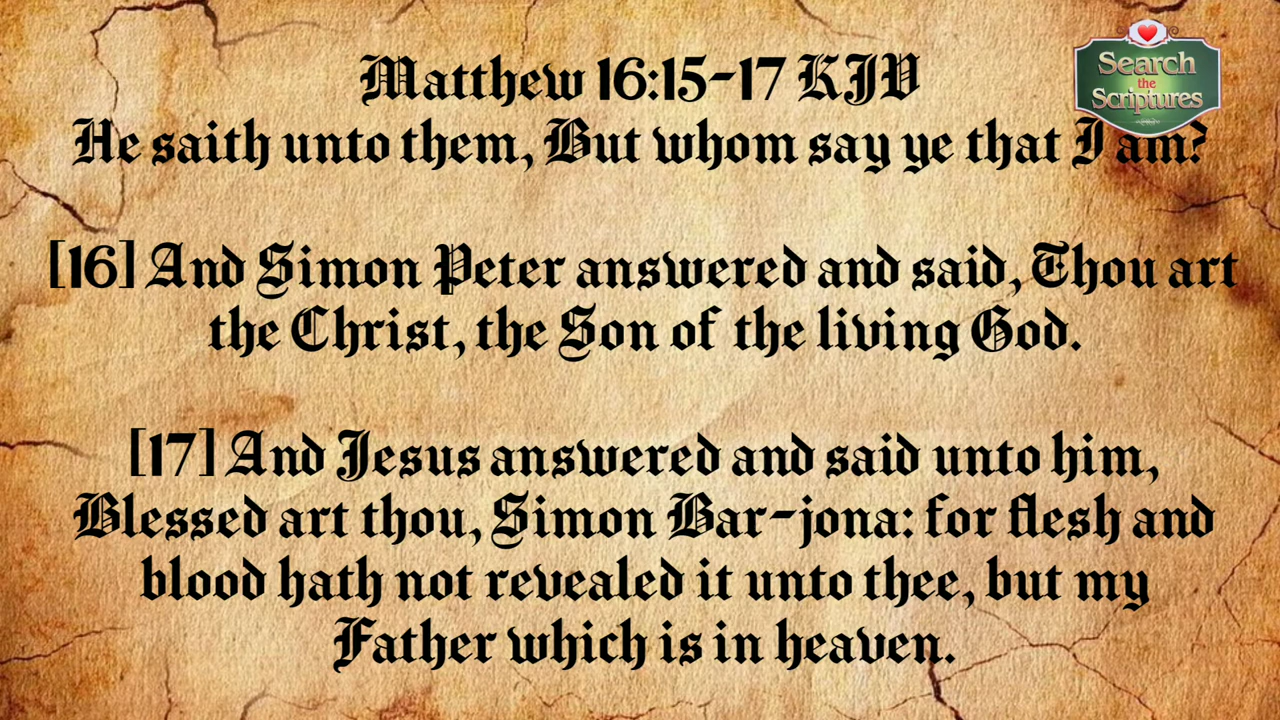 Matthew 16:15-17 KJV
Search
the
Scriptures
He saith unto them, But whom say ye that I am?
[16] And Simon Peter answered and said, Thou art
the Christ, the Son of the living God.
[17] And Jesus answered and said unto him,
Blessed art thou, Simon Bar-jona: for flesh and
blood hath not revealed it unto thee, but my
Father which is in heaven.